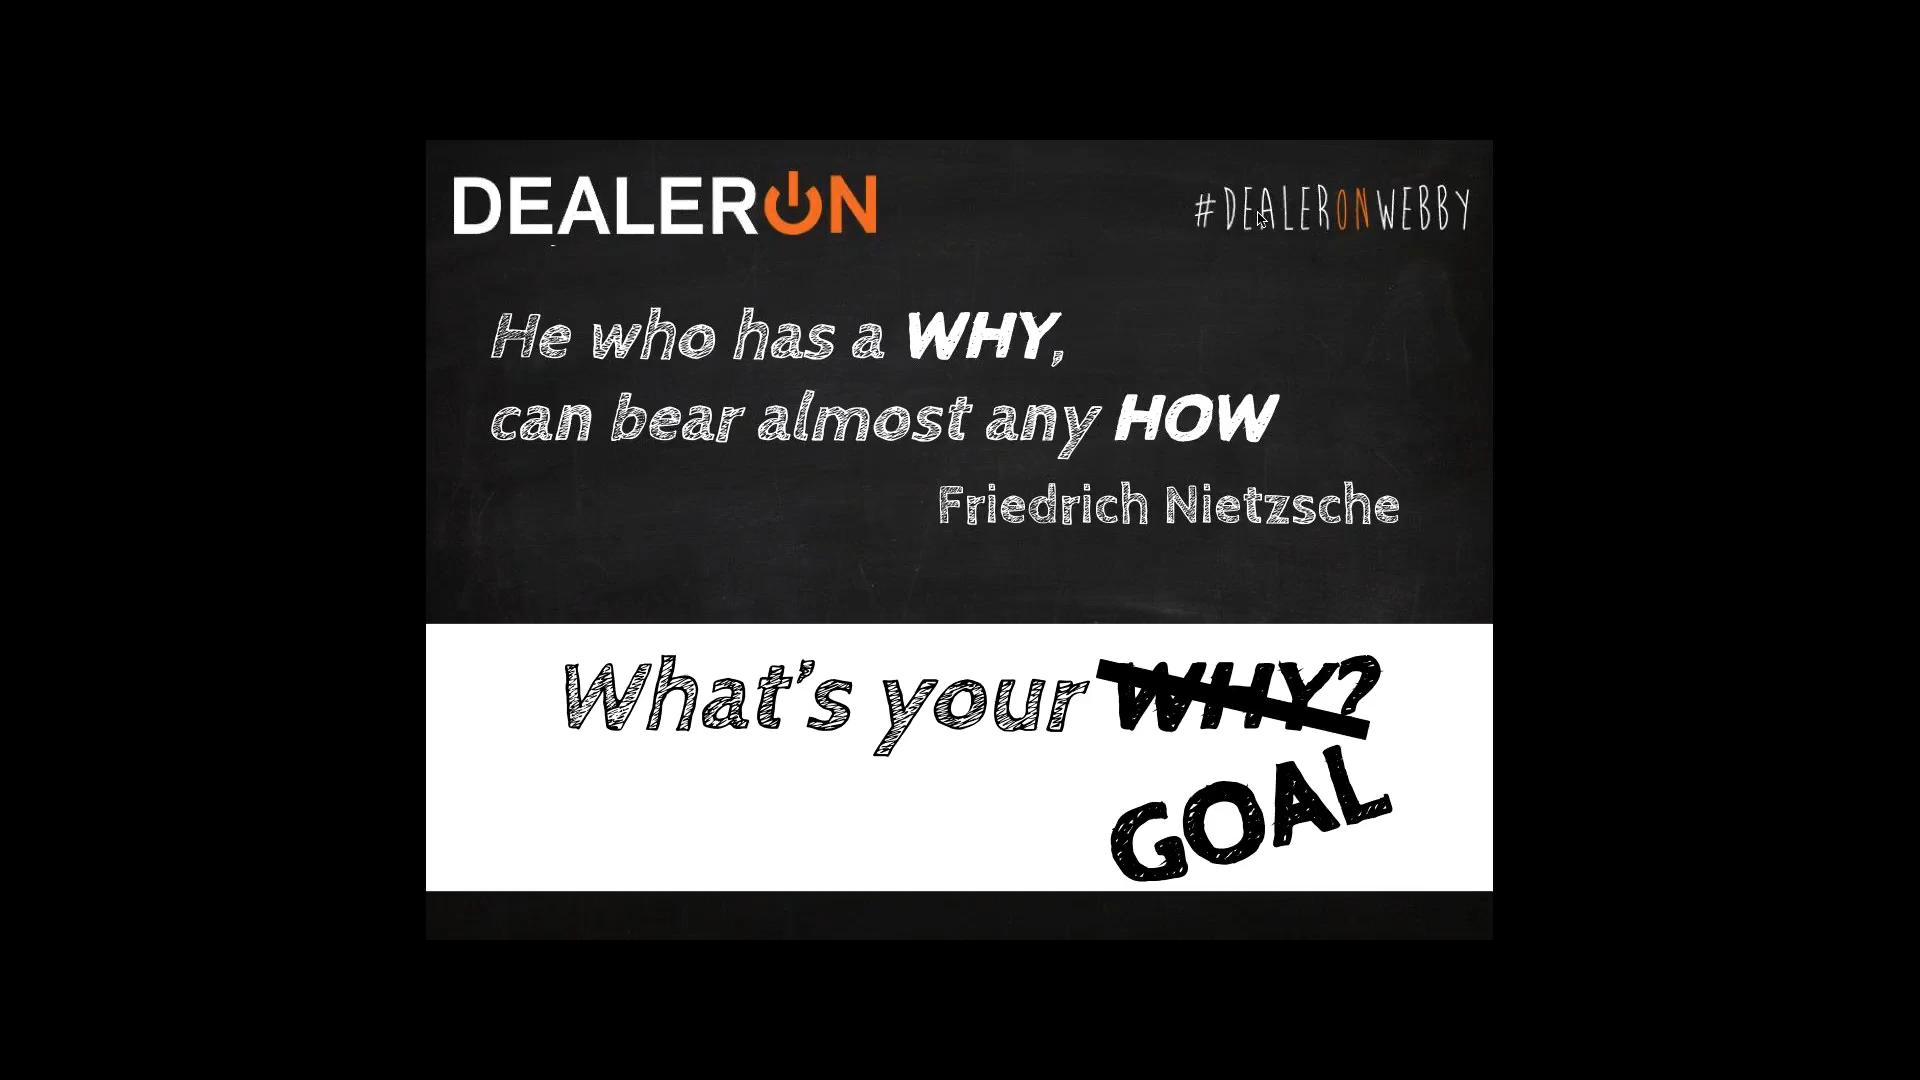 DEALERON
#DEALERONWEBBY
He who has a WHY,
can bear almost any HOW
Friedrich Nietzsche
What's your WHY?
GOAL